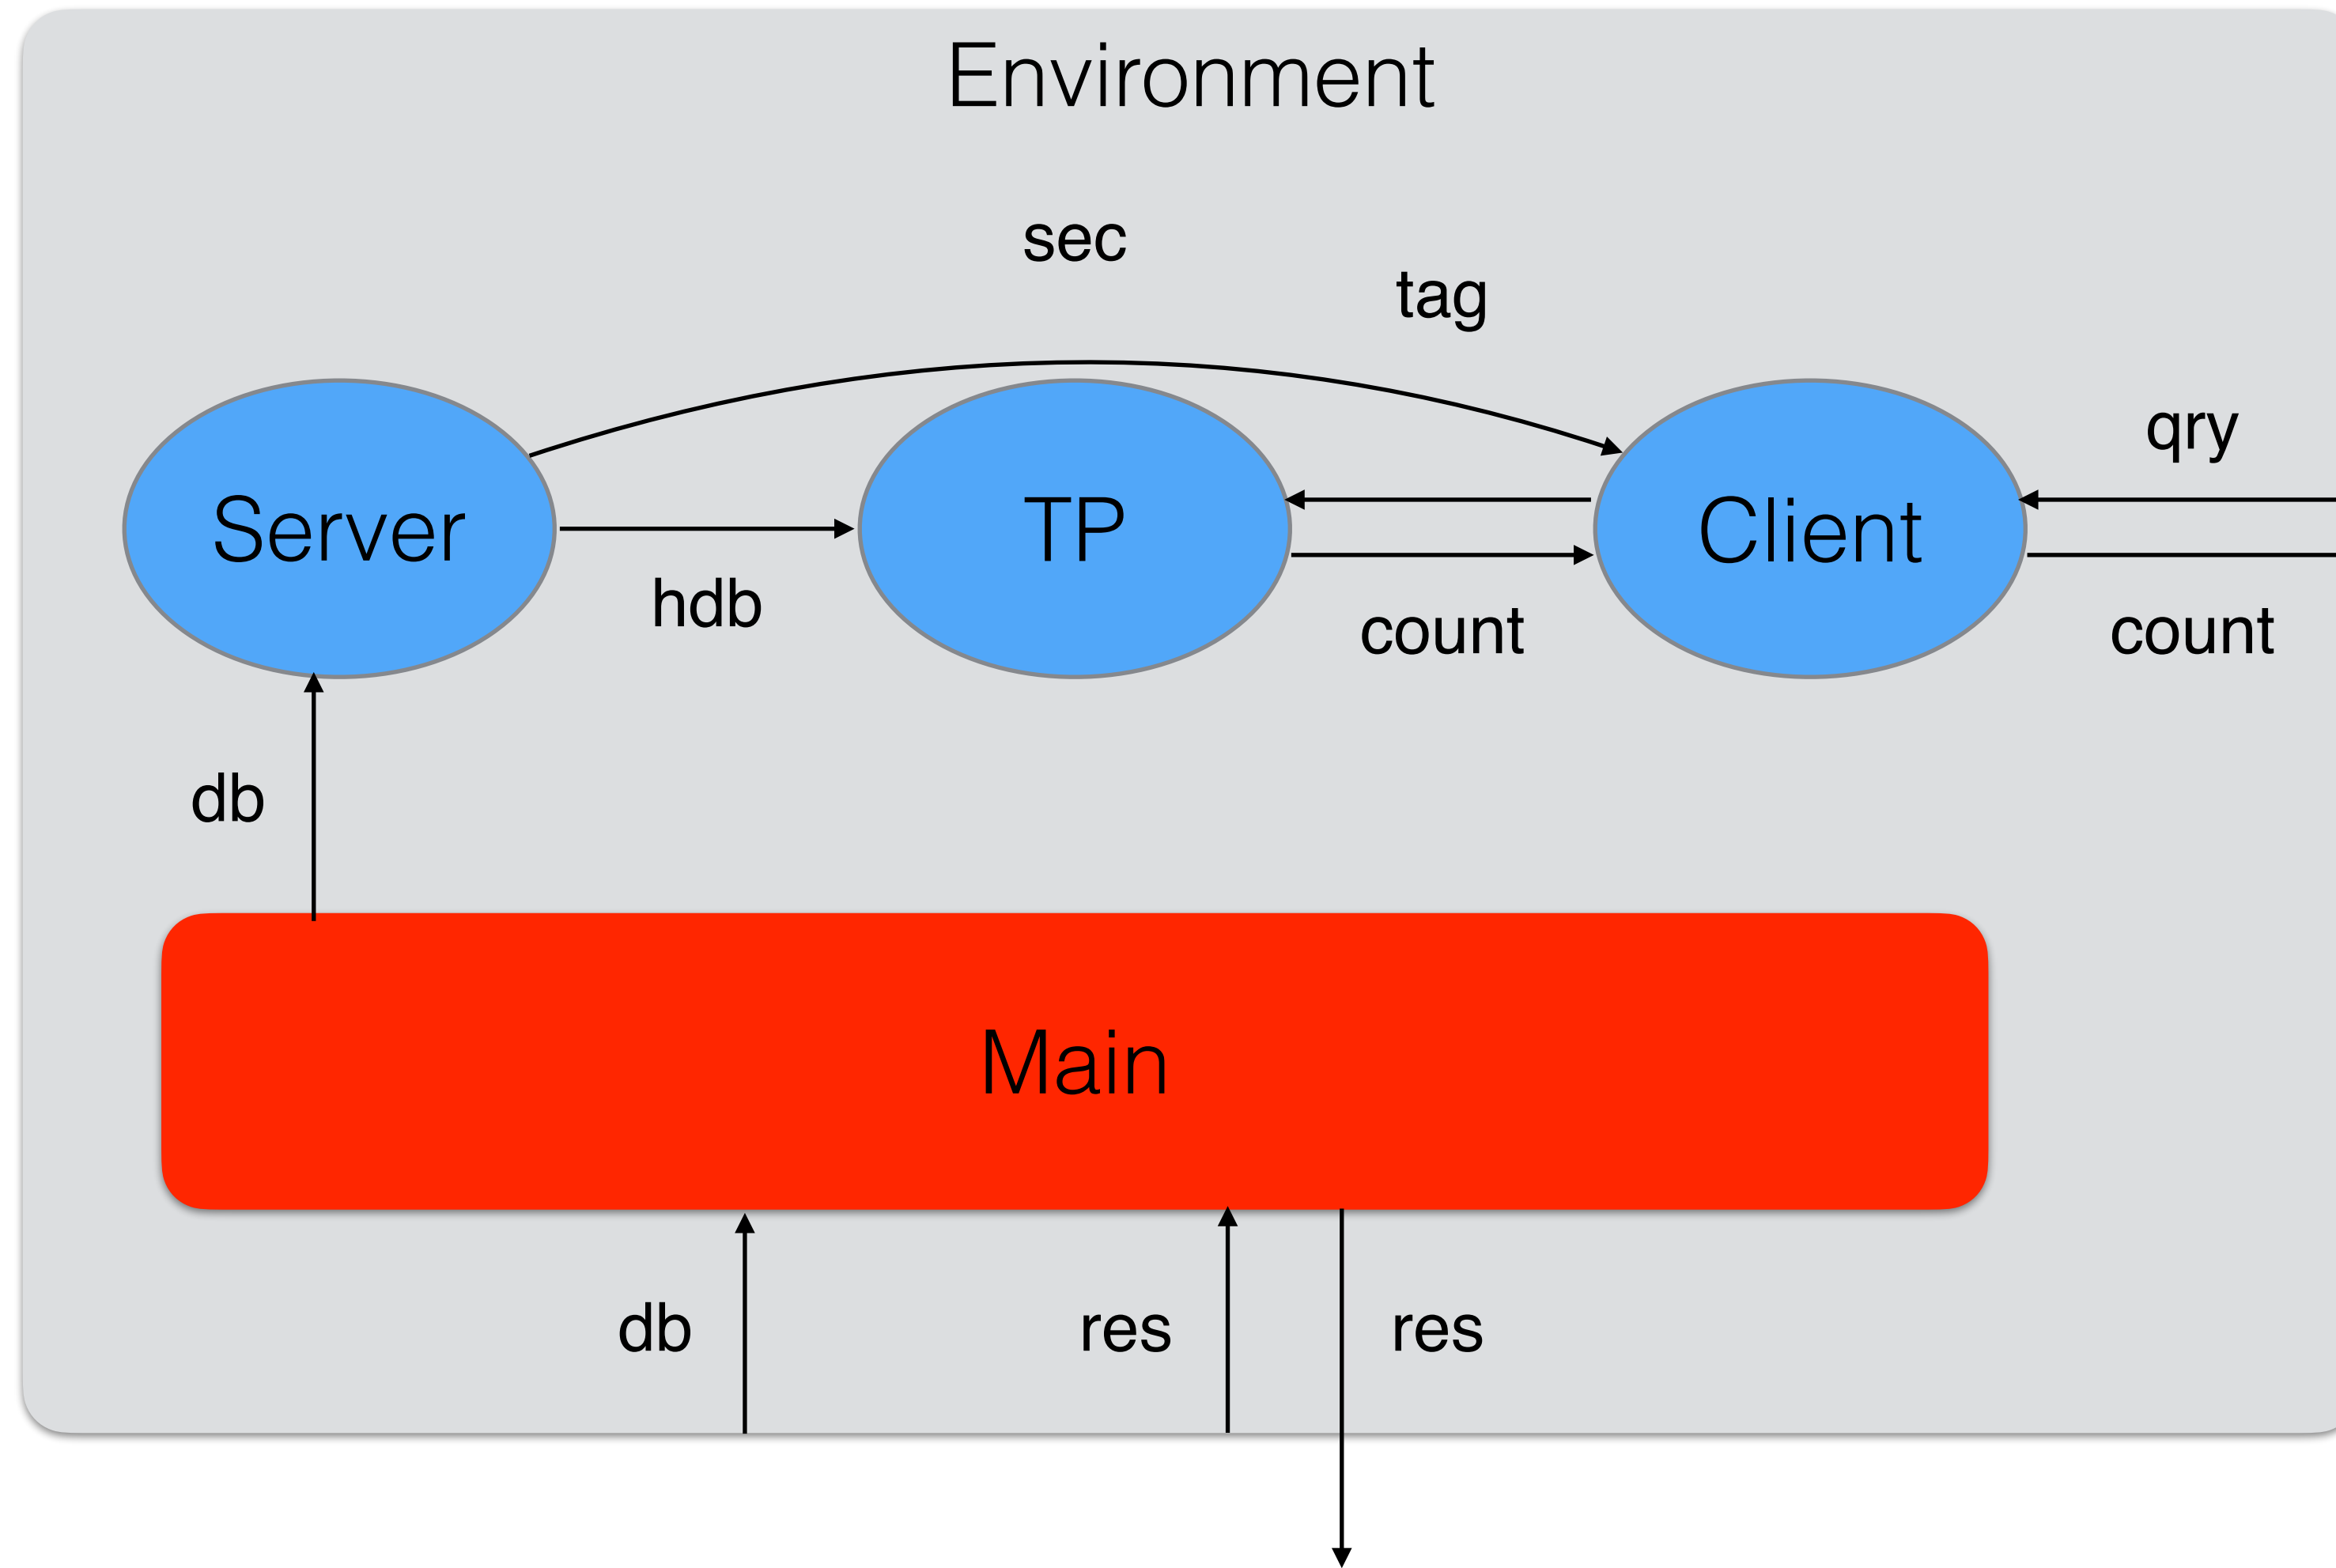 Environment
sec
tag
qry
Server
TP
Client
hdb
count
count
db
Main
db
res
res